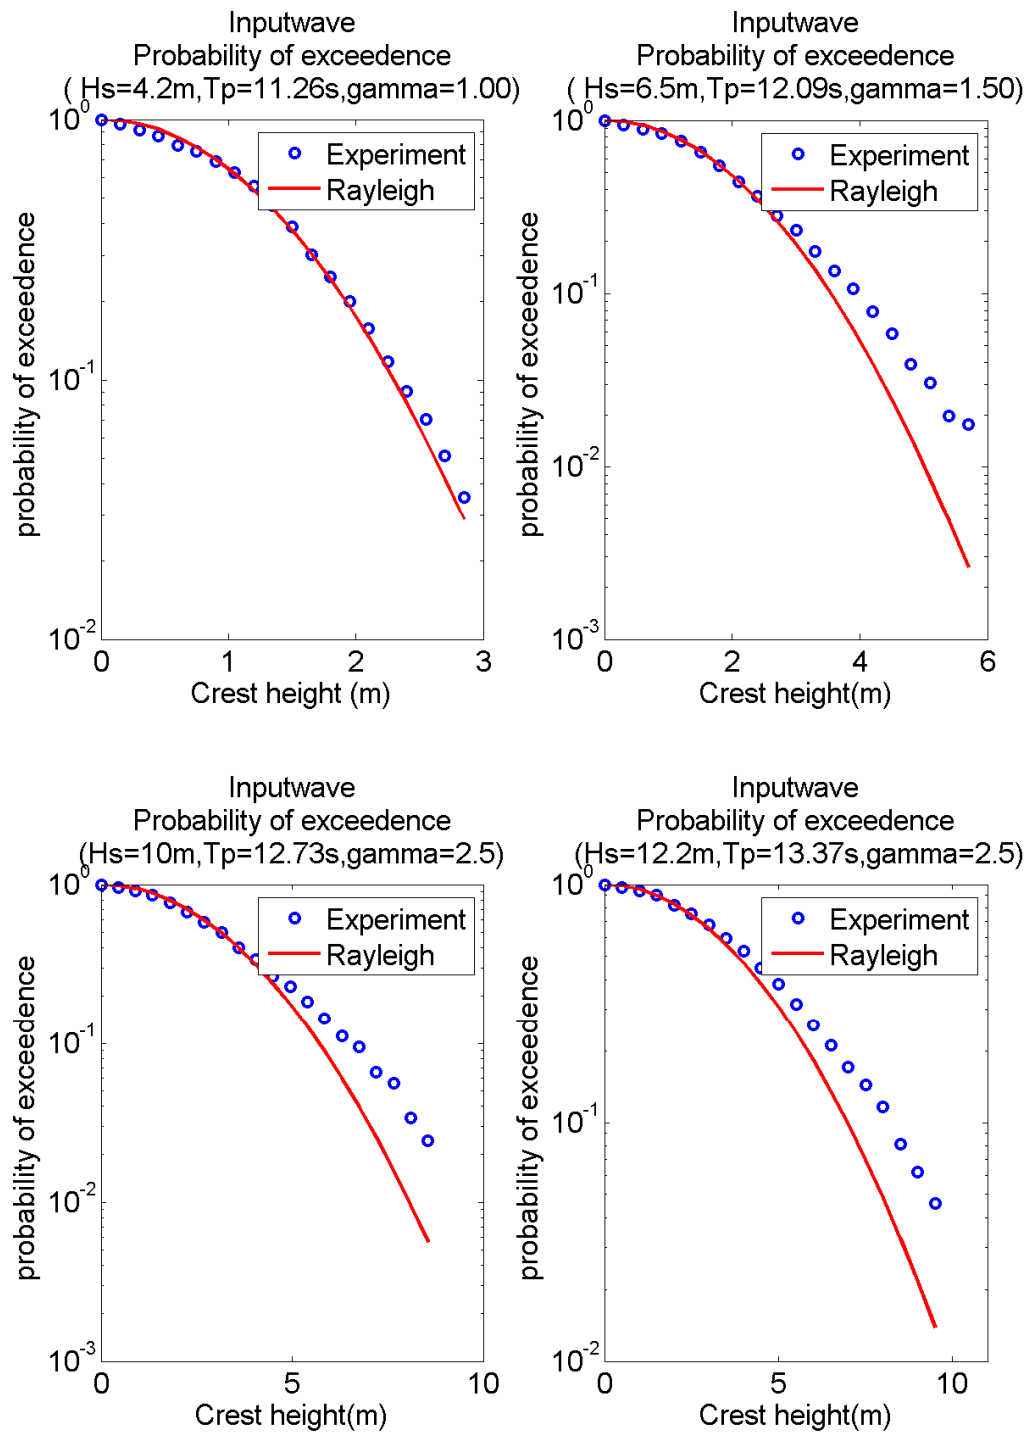 Inputwave
Probability of exceedence
( Hs=4.2m,Tp=11.26s,gamma=1.00)
10^0
10^-1
10^-2
probability of exceedence
Experiment
Rayleigh
0 1 2 3
Crest height (m)
Inputwave
Probability of exceedence
( Hs=6.5m,Tp=12.09s,gamma=1.50)
10^0
10^-1
10^-2
10^-3
probability of exceedence
Experiment
Rayleigh
0 2 4 6
Crest height(m)
Inputwave
Probability of exceedence
(Hs=10m,Tp=12.73s,gamma=2.5)
10^0
10^-1
10^-2
10^-3
probability of exceedence
Experiment
Rayleigh
0 5 10
Crest height(m)
Inputwave
Probability of exceedence
(Hs=12.2m,Tp=13.37s,gamma=2.5)
10^0
10^-1
10^-2
probability of exceedence
Experiment
Rayleigh
0 5 10
Crest height(m)